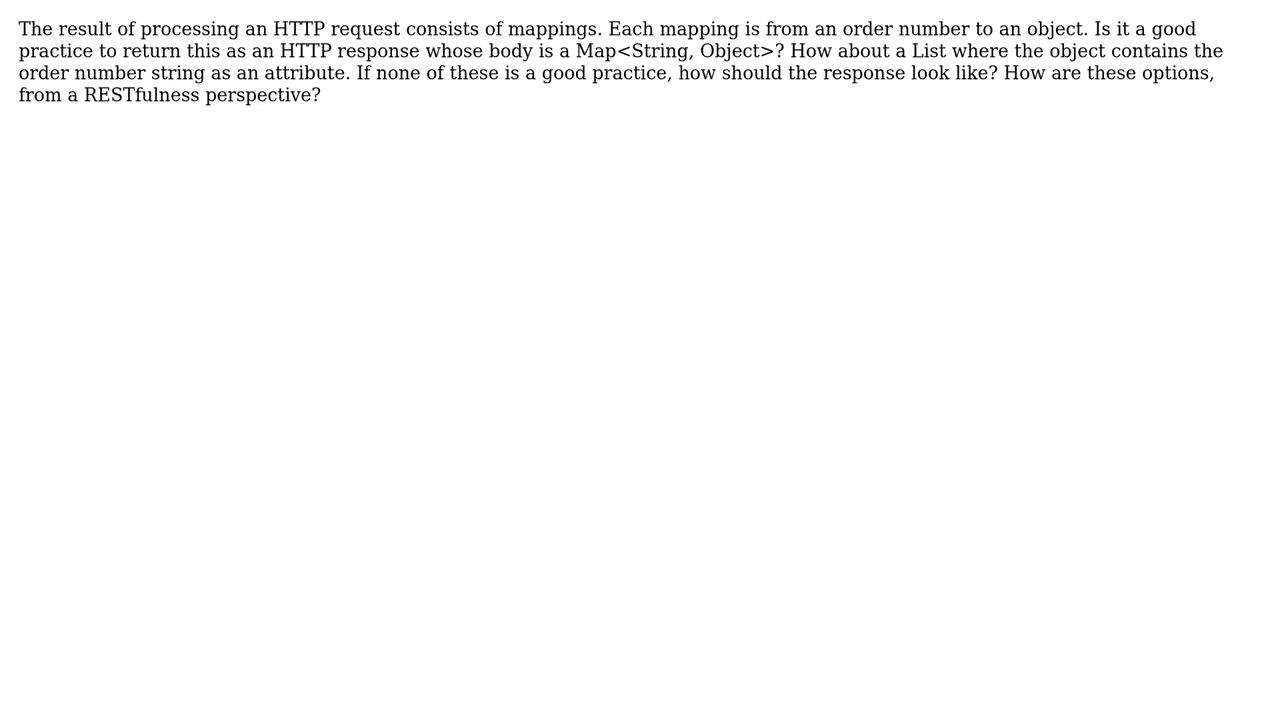 The result of processing an HTTP request consists of mappings. Each mapping is from an order number to an object. Is it a good
practice to return this as an HTTP response whose body is a Map<String, Object>? How about a List where the object contains the
order number string as an attribute. If none of these is a good practice, how should the response look like? How are these options,
from a RESTfulness perspective?